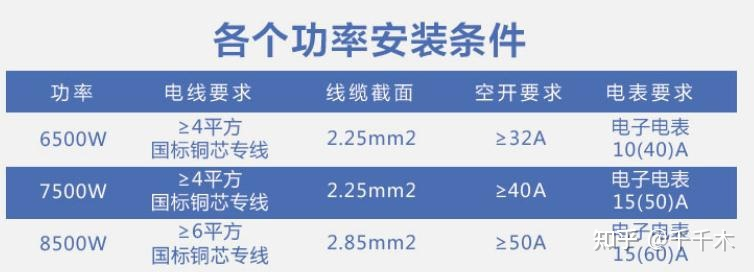 各个功率安装条件
功率 电线要求 线缆截面 空开要求 电表要求
≥4平方 电子电表
6500W 2.25mm2 ≥32A
国标铜芯专线 10(40)A
≥4平方 电子电表
7500W 2.25mm2 ≥40A
国标铜芯专线 15(50)A
≥6平方 电子电表
8500W 2.85mm2 ≥50A
国标铜芯专线 15(60)A
知乎 @千千木